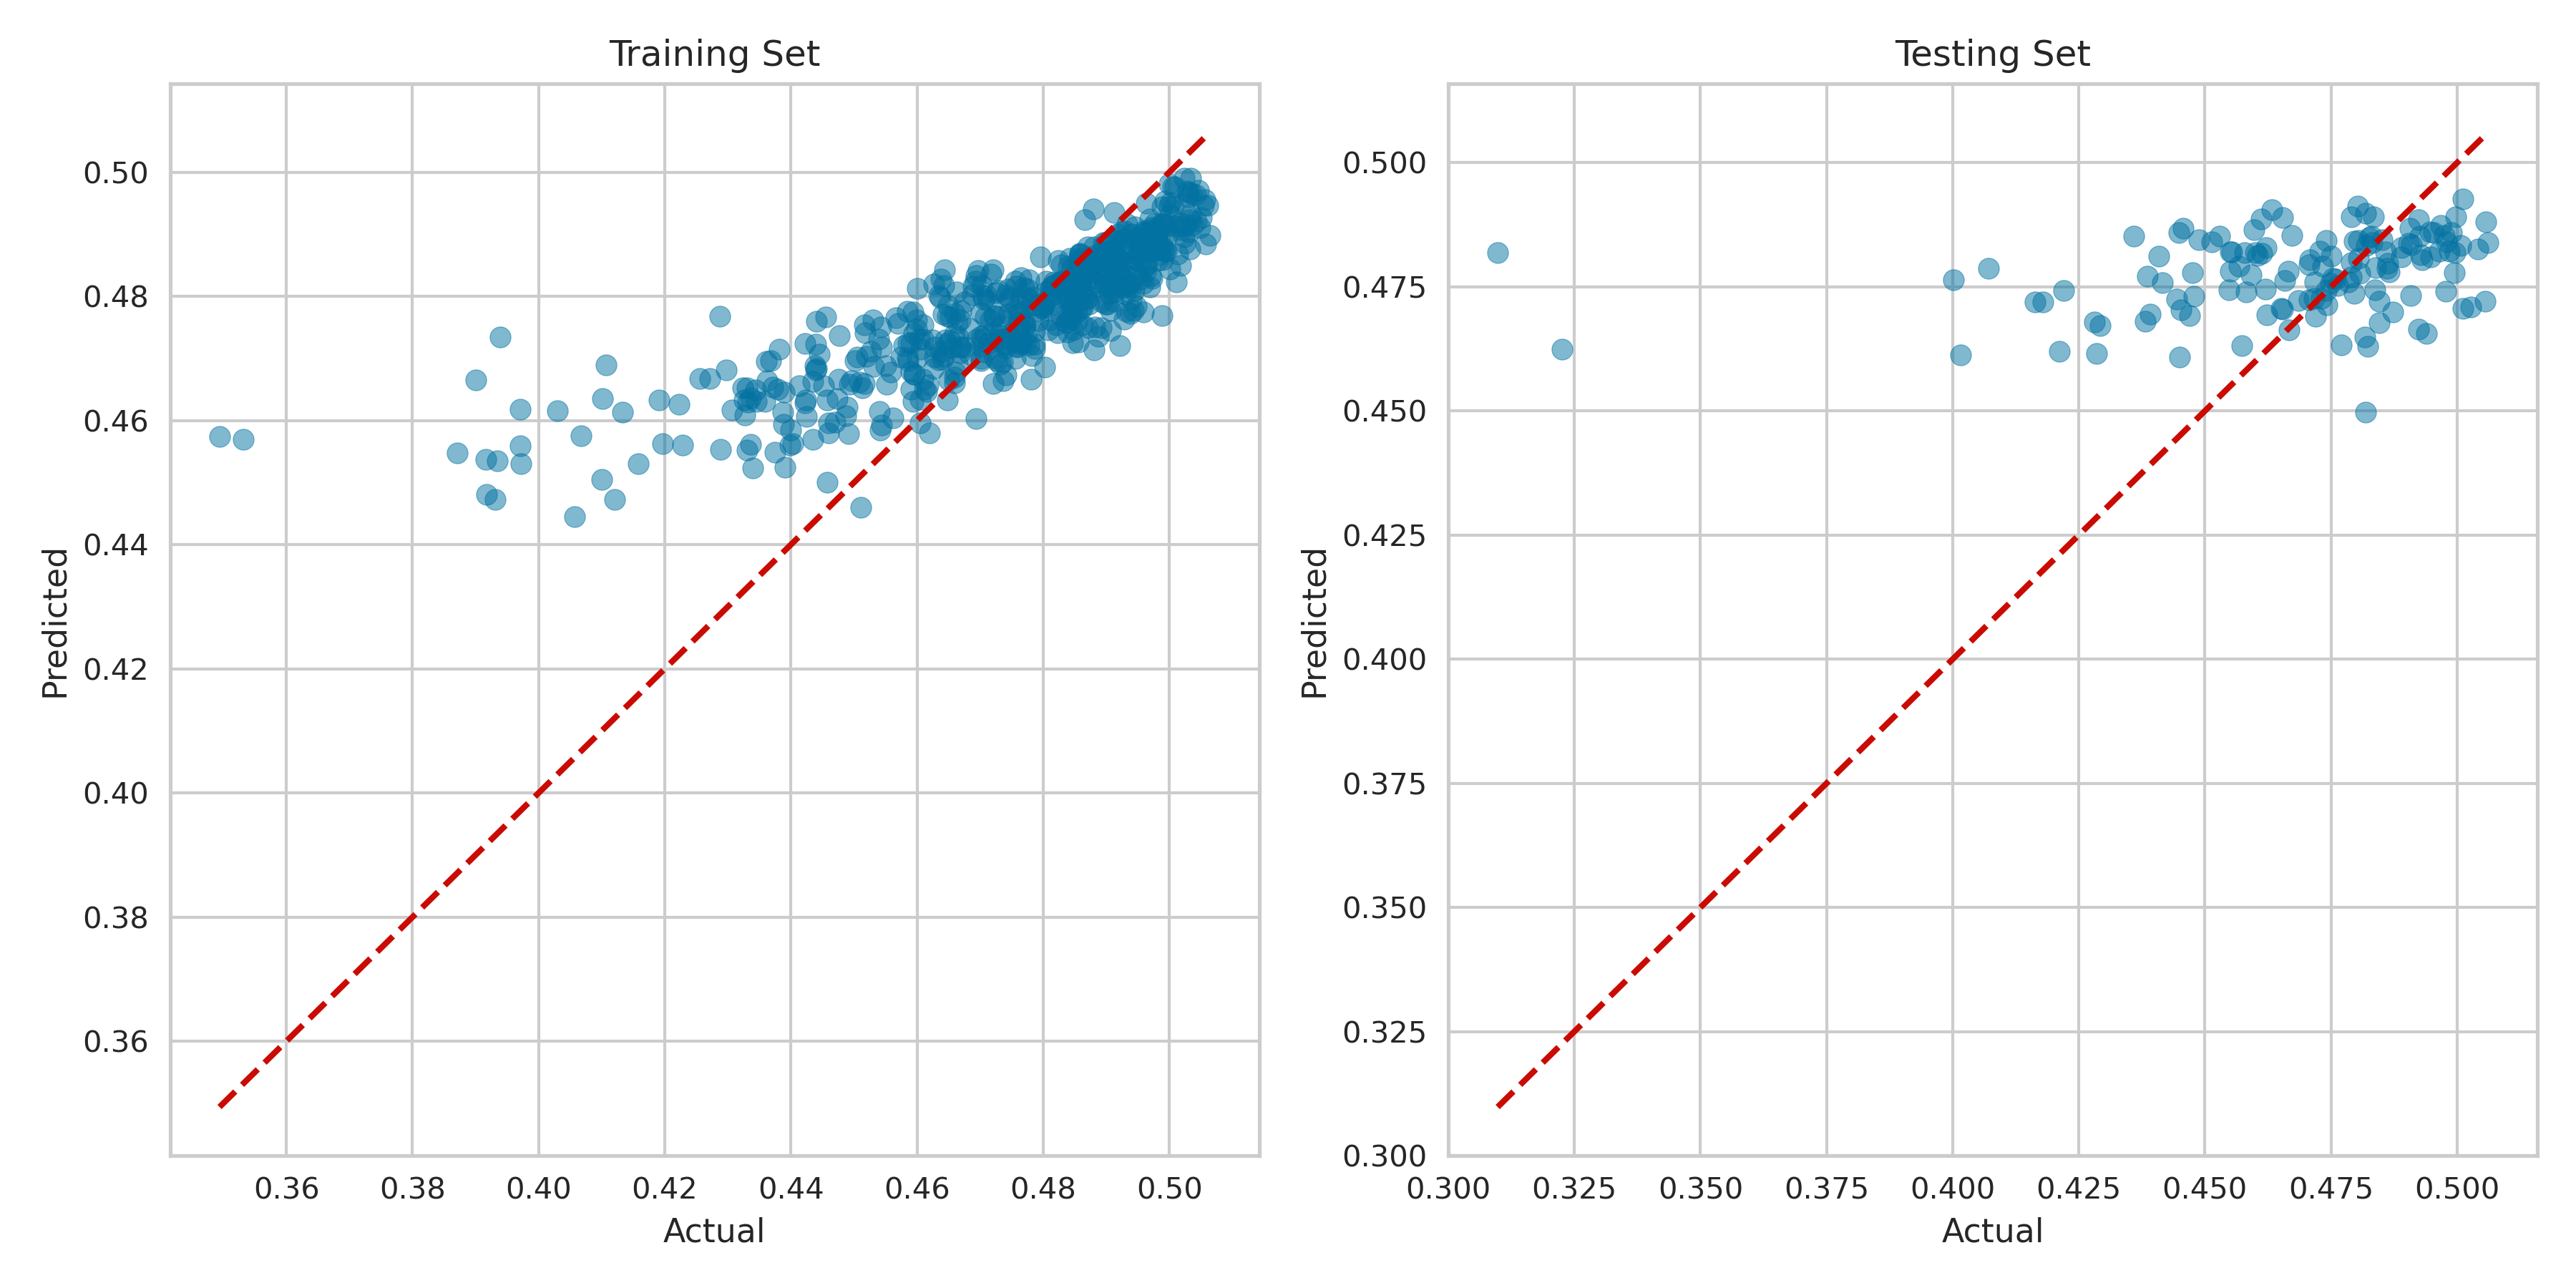 Training Set
Predicted
0.50
0.48
0.46
0.44
0.42
0.40
0.38
0.36
0.36 0.38 0.40 0.42 0.44 0.46 0.48 0.50
Actual
Testing Set
Predicted
0.500
0.475
0.450
0.425
0.400
0.375
0.350
0.325
0.300
0.300 0.325 0.350 0.375 0.400 0.425 0.450 0.475 0.500
Actual